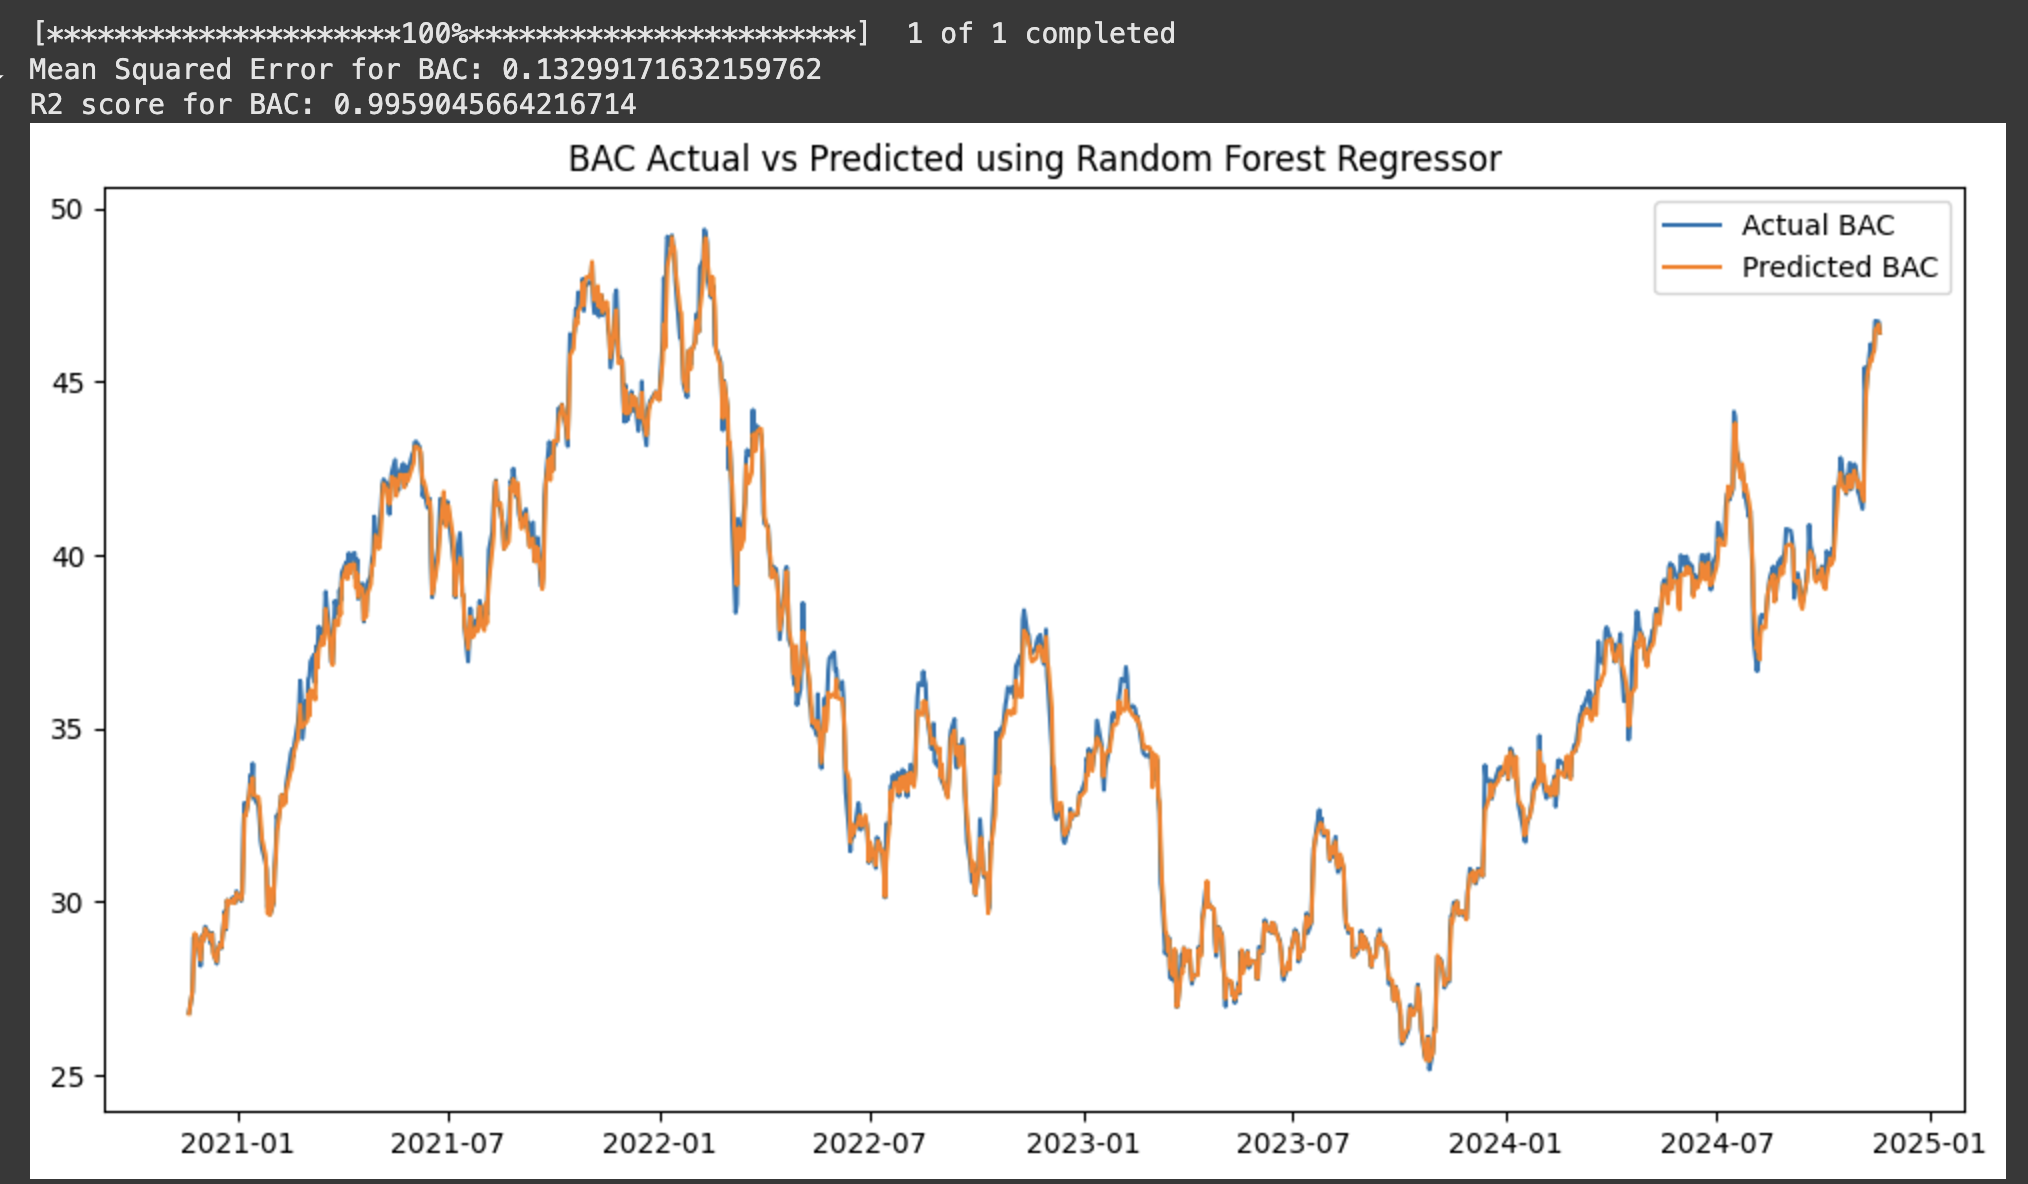 [*********************100%***********************]  1 of 1 completed
Mean Squared Error for BAC: 0.13299171632159762
R2 score for BAC: 0.9959045664216714
BAC Actual vs Predicted using Random Forest Regressor
Actual BAC
Predicted BAC
50
45
40
35
30
25
2021-01
2021-07
2022-01
2022-07
2023-01
2023-07
2024-01
2024-07
2025-01